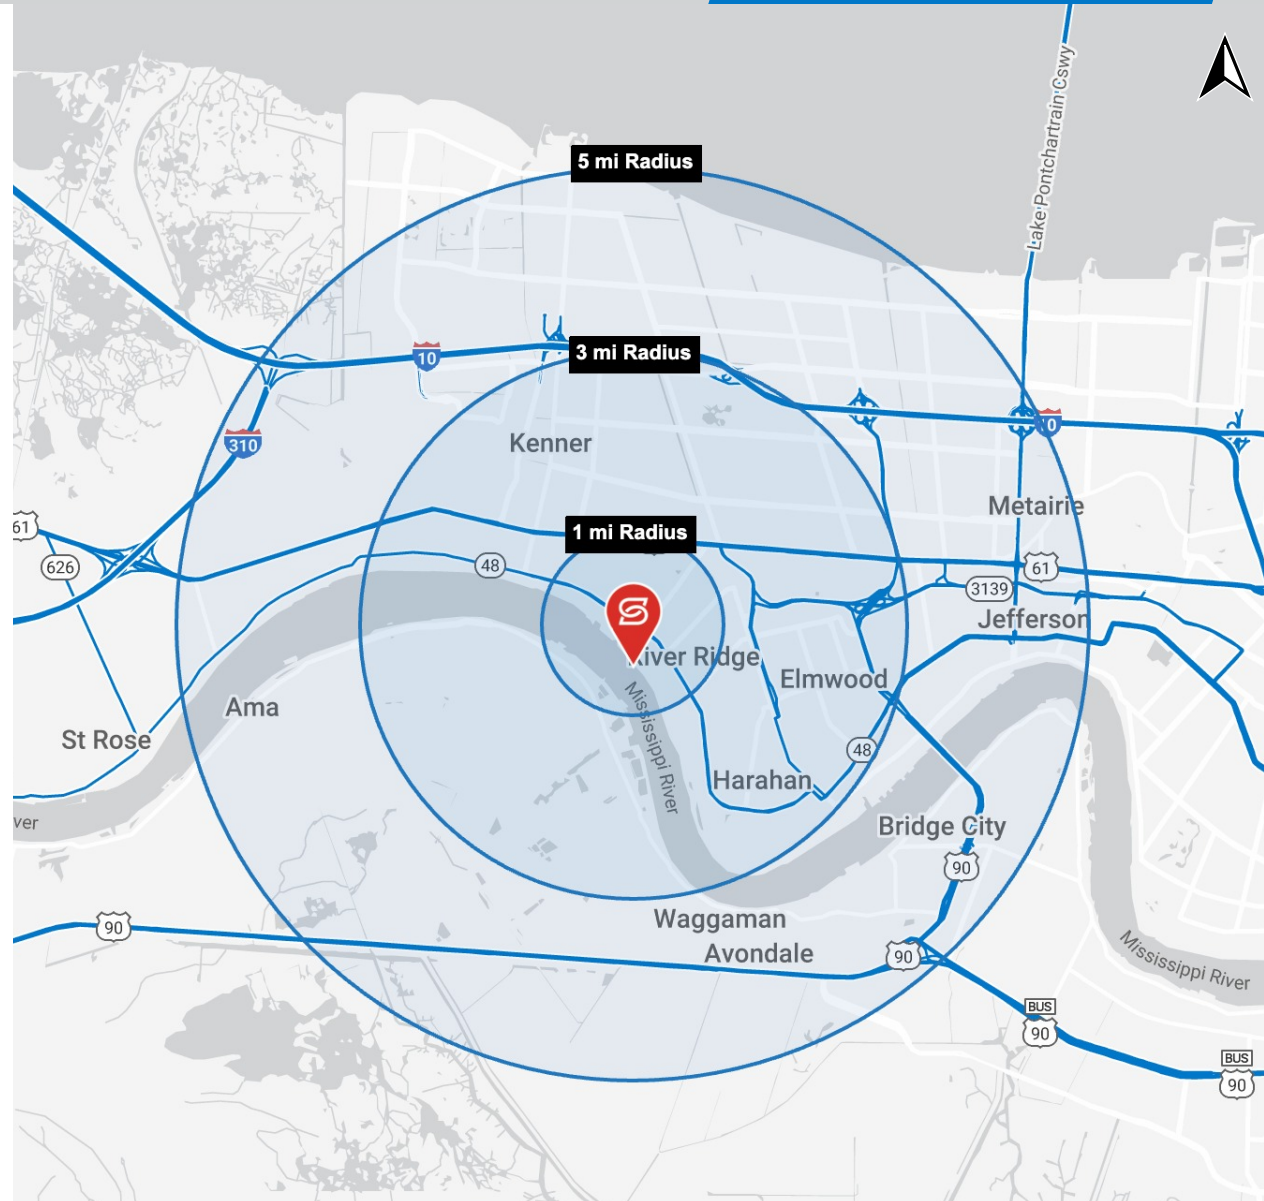 Lake Pontchartrain Cswy
5 mi Radius
3 mi Radius
10
10
310
Kenner
Metairie
61
1 mi Radius
626
48
61
3139
Jefferson
River Ridge
Elmwood
Ama
St Rose
Mississippi River
48
Harahan
ver
Bridge City
90
Waggaman
90
Avondale
90
Mississippi River
BUS
90
BUS
90